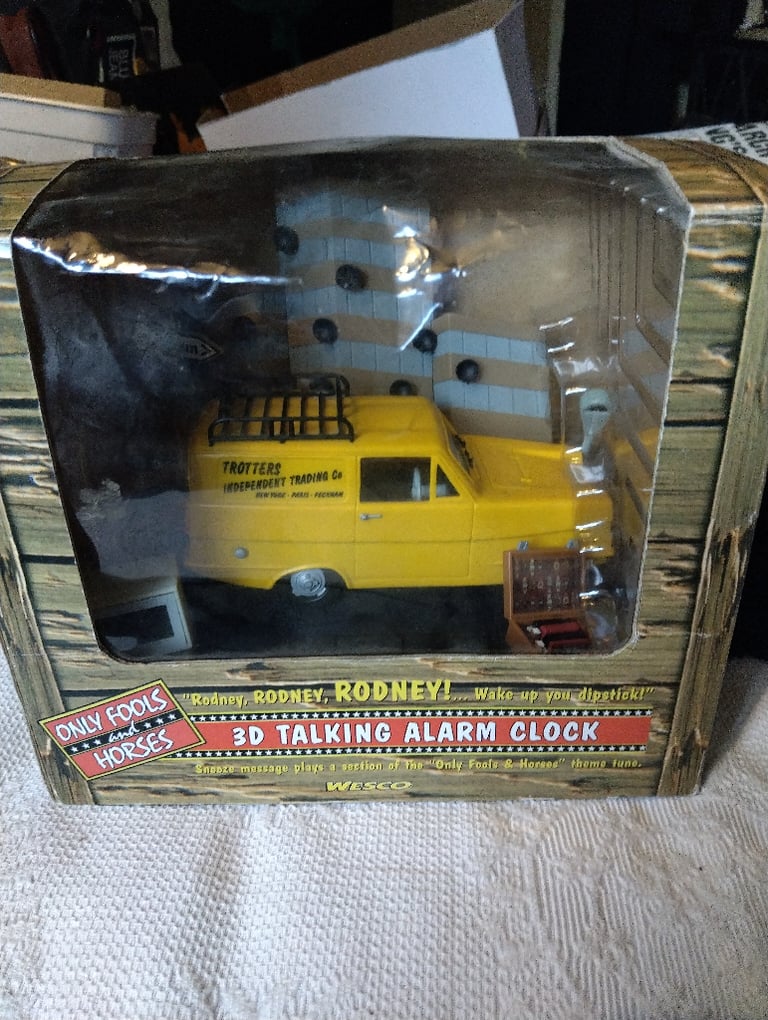 TROTTERS
INDEPENDENT TRADING Co
NEW YORK - PARIS - PECKHAM
"Rodney, RODNEY, RODNEY!... Wake up you dipstick!"
ONLY FOOLS
and
HORSES
3D TALKING ALARM CLOCK
Snooze message plays a section of the "Only Fools & Horses" theme tune.
WESCO